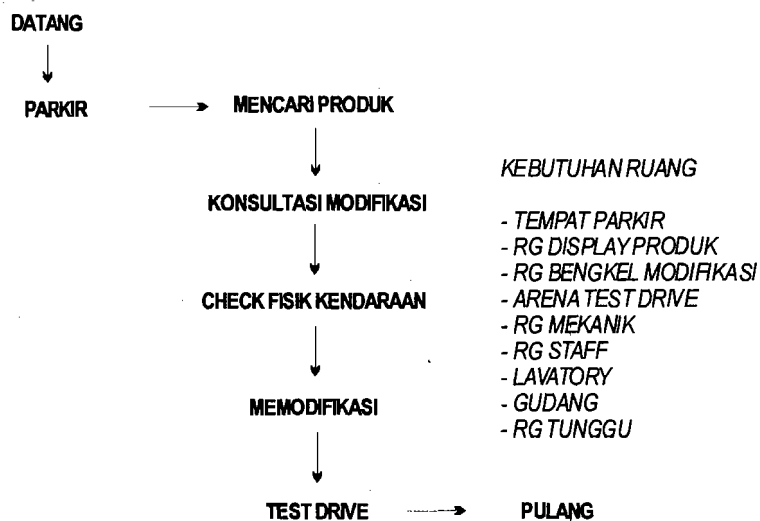 DATANG
PARKIR
MENCARI PRODUK
KONSULTASI MODIFIKASI
CHECK FISIK KENDARAAN
MEMODIFIKASI
TEST DRIVE
PULANG
KEBUTUHAN RUANG
- TEMPAT PARKIR
- RG DISPLAY PRODUK
- RG BENGKEL MODIFIKASI
- ARENA TEST DRIVE
- RG MEKANIK
- RG STAFF
- LAVATORY
- GUDANG
- RG TUNGGU